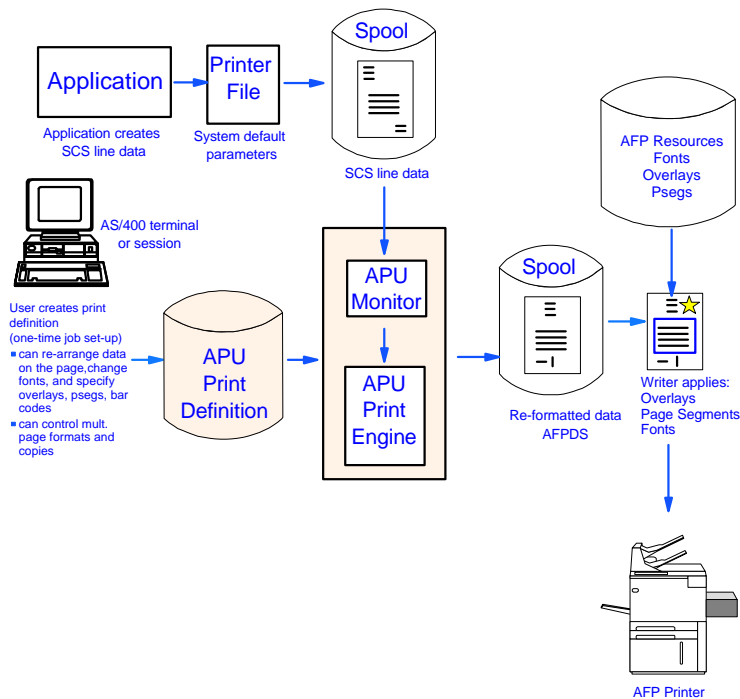 Application
Application creates
SCS line data
Printer
File
System default
parameters
Spool
SCS line data
AFP Resources
Fonts
Overlays
Psegs
AS/400 terminal
or session
User creates print
definition
(one-time job set-up)
can re-arrange data
on the page,change
fonts, and specify
overlays, psegs, bar
codes
can control mult.
page formats and
copies
APU
Print
Definition
APU
Monitor
APU
Print
Engine
Spool
Re-formatted data
AFPDS
Writer applies:
Overlays
Page Segments
Fonts
AFP Printer